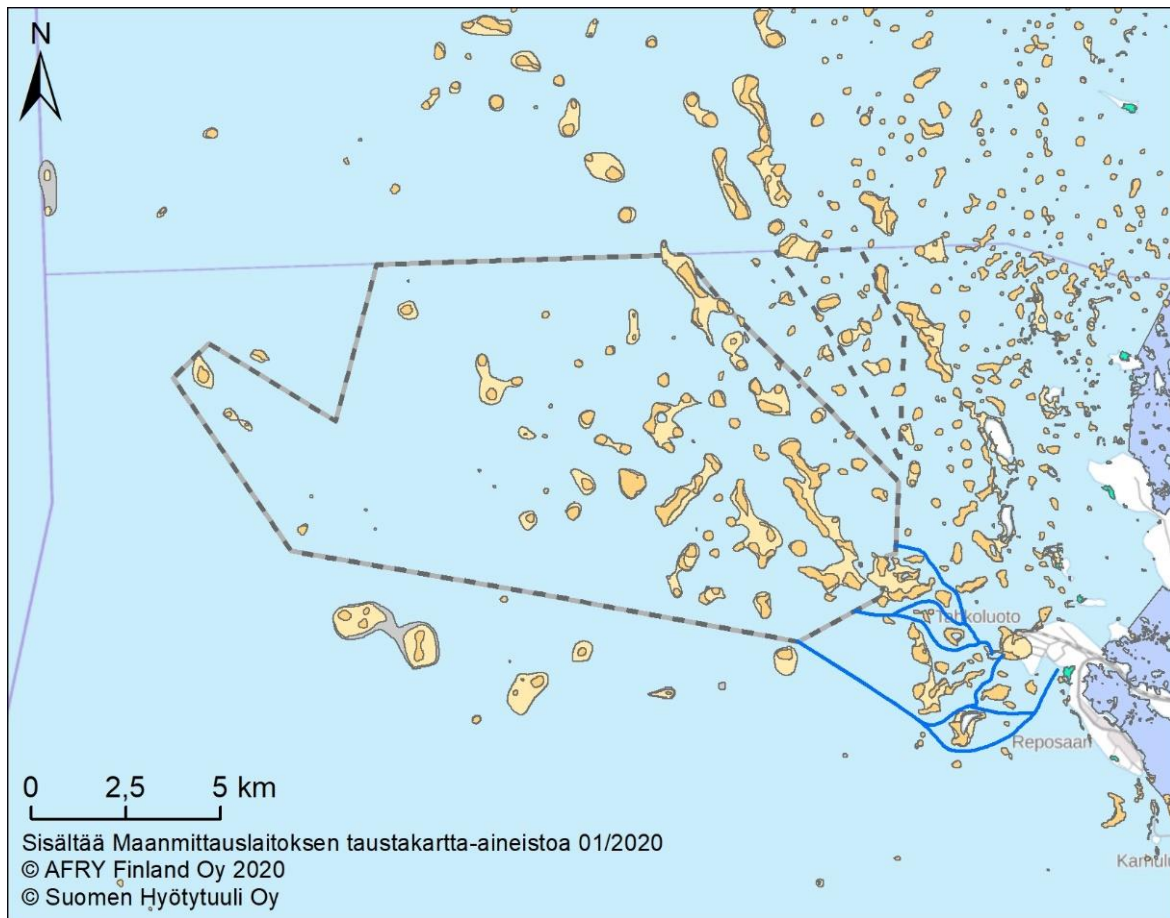 N
Tahkoluoto
Reposaari
Kamulu
0 2,5 5 km
Sisältää Maanmittauslaitoksen taustakartta-aineistoa 01/2020
© AFRY Finland Oy 2020
© Suomen Hyötytuuli Oy